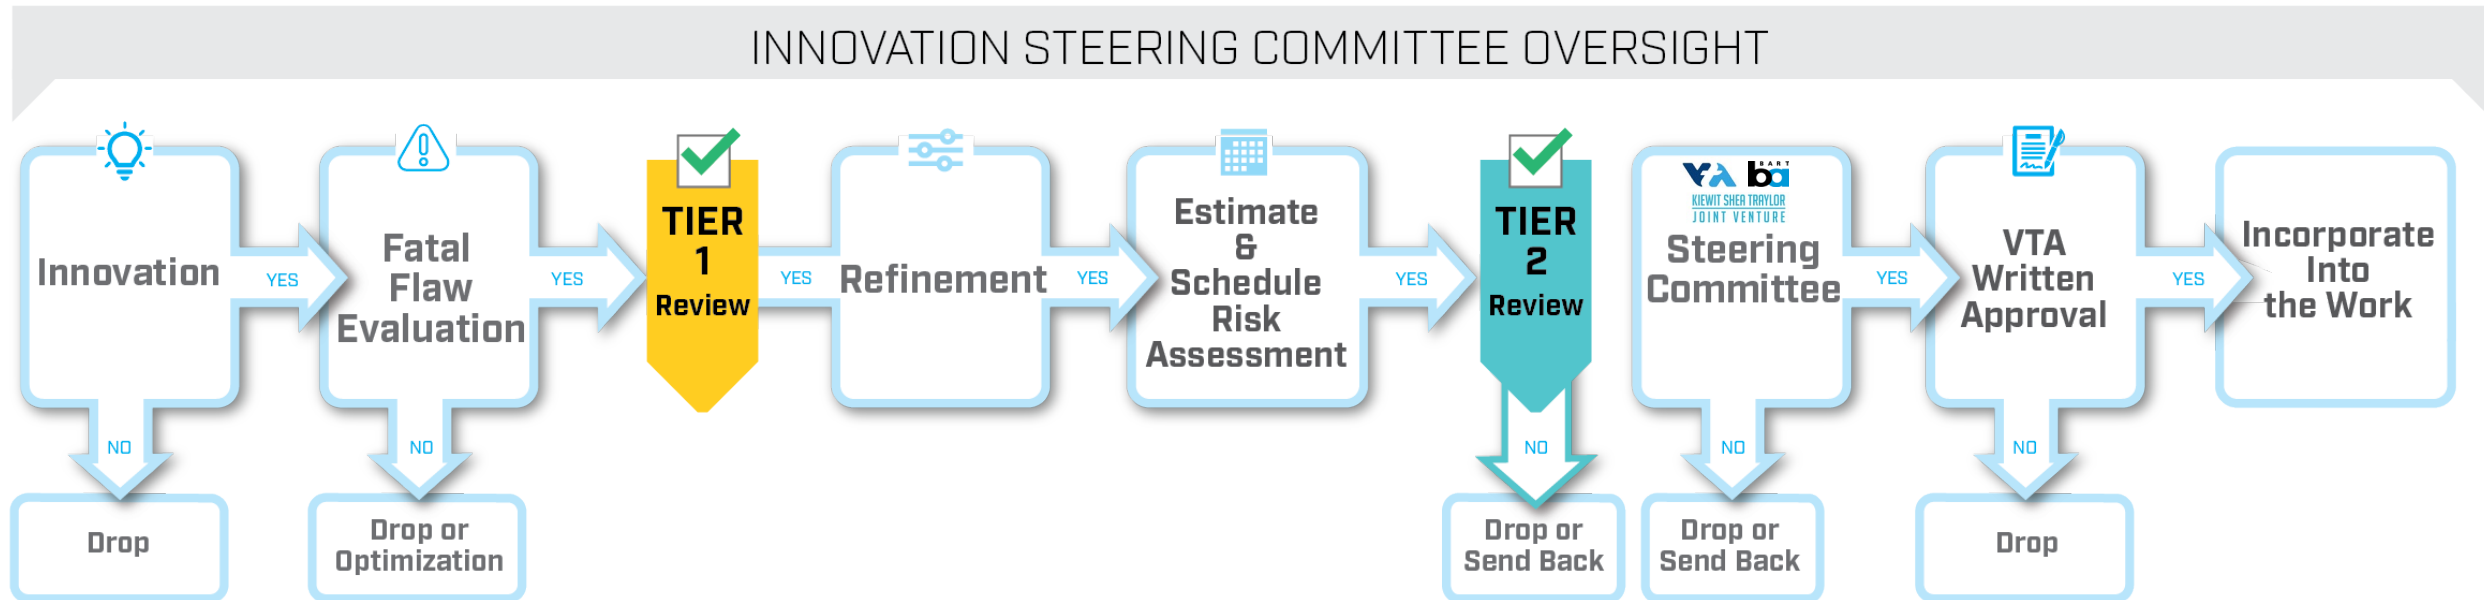 INNOVATION STEERING COMMITTEE OVERSIGHT
Innovation
YES
NO
Drop
Fatal
Flaw
Evaluation
YES
NO
Drop or
Optimization
TIER
1
Review
YES
Refinement
YES
Estimate
&
Schedule
Risk
Assessment
YES
TIER
2
Review
NO
Drop or
Send Back
VTA
BART
ba
KIEWIT SHEA TRAYLOR
JOINT VENTURE
Steering
Committee
YES
NO
Drop or
Send Back
VTA
Written
Approval
YES
NO
Drop
Incorporate
Into
the Work